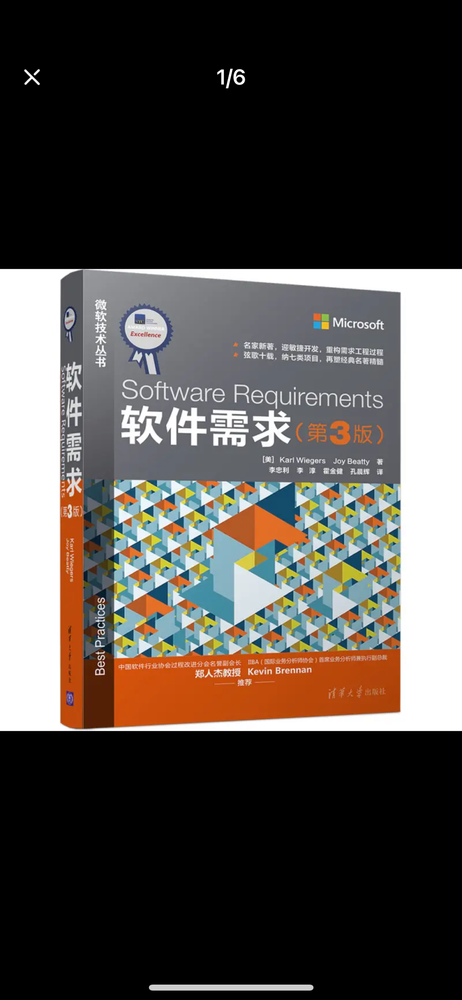 1/6
微软技术丛书
STC
AWARD WINNER
Excellence
Microsoft
名家新著，迎敏捷开发，重构需求工程过程
弦歌十载，纳七类项目，再塑经典名著精髓
Software Requirements
软件需求（第3版）
[美] Karl Wiegers Joy Beatty 著
李忠利 李 淳 霍金健 孔晨辉 译
Best Practices
中国软件行业协会过程改进分会名誉副会长 IIBA（国际业务分析师协会）首席业务分析师兼执行副总裁
郑人杰教授 Kevin Brennan
推荐
清华大学出版社
Excellence
软件需求
Software Requirements
（第3版）
Karl Wiegers
Joy Beatty
清华大学出版社